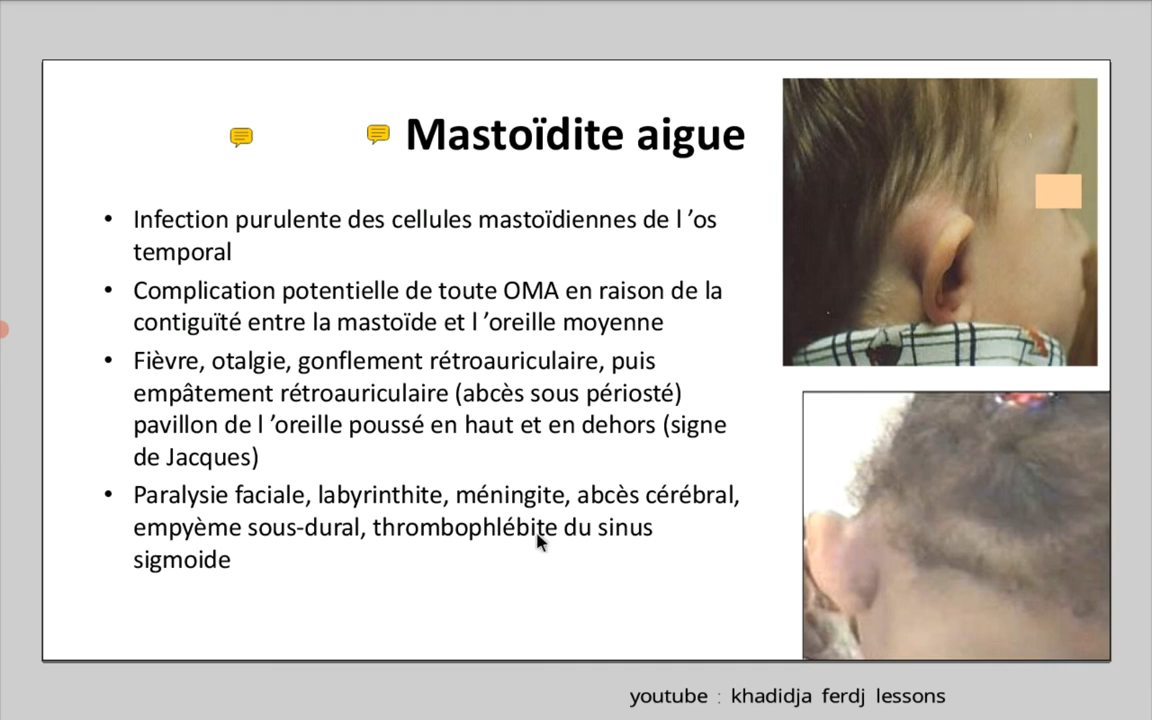 Mastoïdite aigue
• Infection purulente des cellules mastoïdiennes de l ’os
temporal
• Complication potentielle de toute OMA en raison de la
contiguïté entre la mastoïde et l ’oreille moyenne
• Fièvre, otalgie, gonflement rétroauriculaire, puis
empâtement rétroauriculaire (abcès sous périosté)
pavillon de l ’oreille poussé en haut et en dehors (signe
de Jacques)
• Paralysie faciale, labyrinthite, méningite, abcès cérébral,
empyème sous-dural, thrombophlébite du sinus
sigmoide
youtube : khadidja ferdj lessons